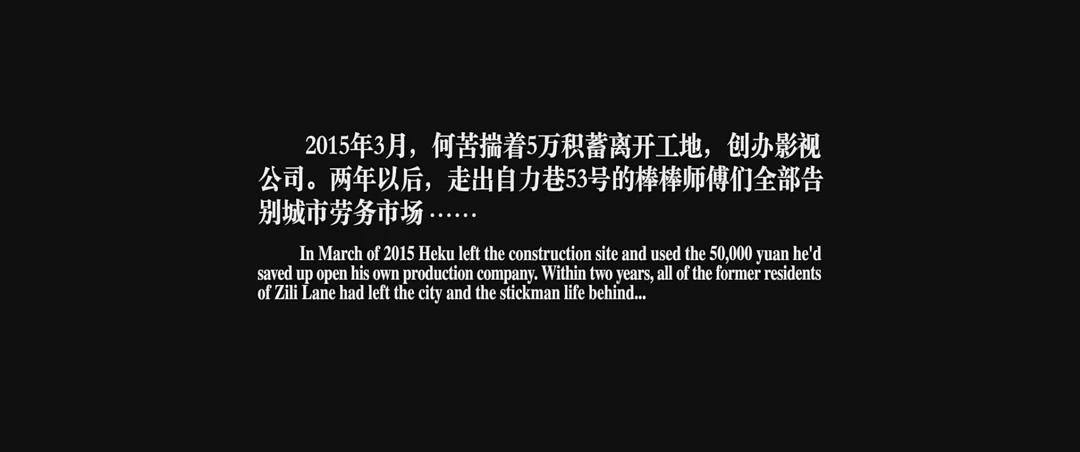 2015年3月，何苦揣着5万积蓄离开工地，创办影视
公司。两年以后，走出自力巷53号的棒棒师傅们全部告
别城市劳务市场……
In March of 2015 Heku left the construction site and used the 50,000 yuan he'd
saved up open his own production company. Within two years, all of the former residents
of Zili Lane had left the city and the stickman life behind...